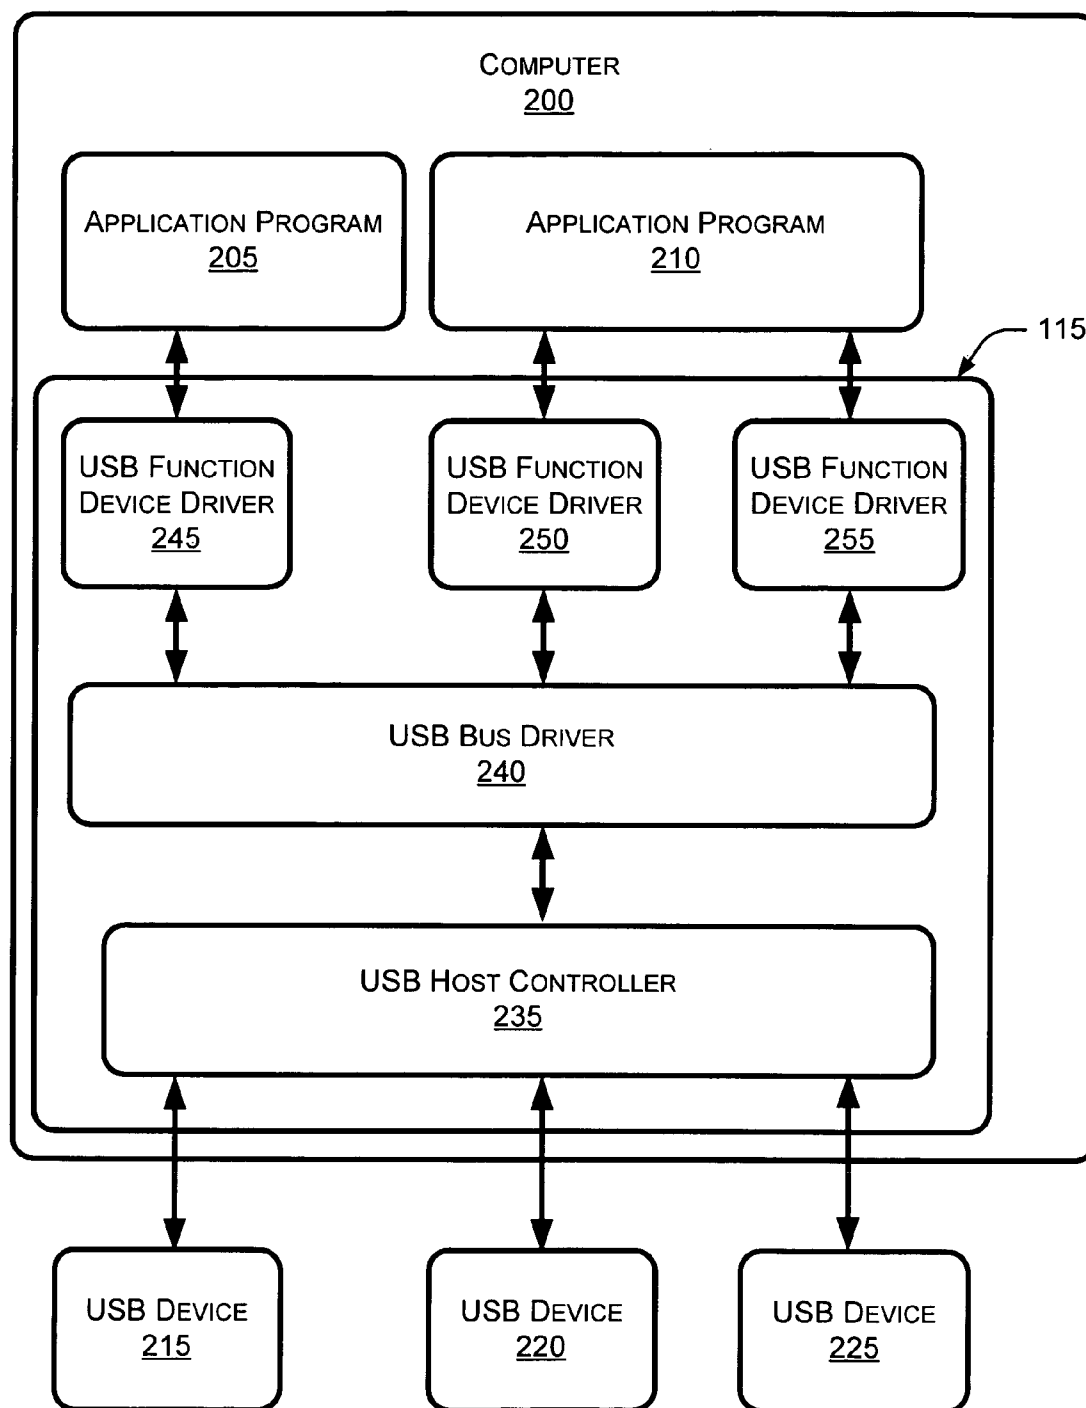 COMPUTER
200
APPLICATION PROGRAM
205
APPLICATION PROGRAM
210
115
USB FUNCTION
DEVICE DRIVER
245
USB FUNCTION
DEVICE DRIVER
250
USB FUNCTION
DEVICE DRIVER
255
USB BUS DRIVER
240
USB HOST CONTROLLER
235
USB DEVICE
215
USB DEVICE
220
USB DEVICE
225